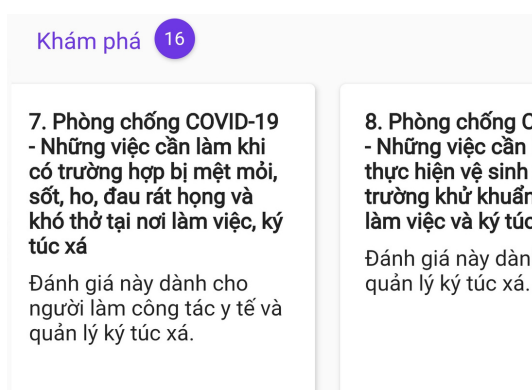 Khám phá 16
7. Phòng chống COVID-19
- Những việc cần làm khi
có trường hợp bị mệt mỏi,
sốt, ho, đau rát họng và
khó thở tại nơi làm việc, ký
túc xá
Đánh giá này dành cho
người làm công tác y tế và
quản lý ký túc xá.
8. Phòng chống
- Những việc cần
thực hiện vệ sinh
trường khử khuẩn
làm việc và ký túc
Đánh giá này
quản lý ký túc xá.